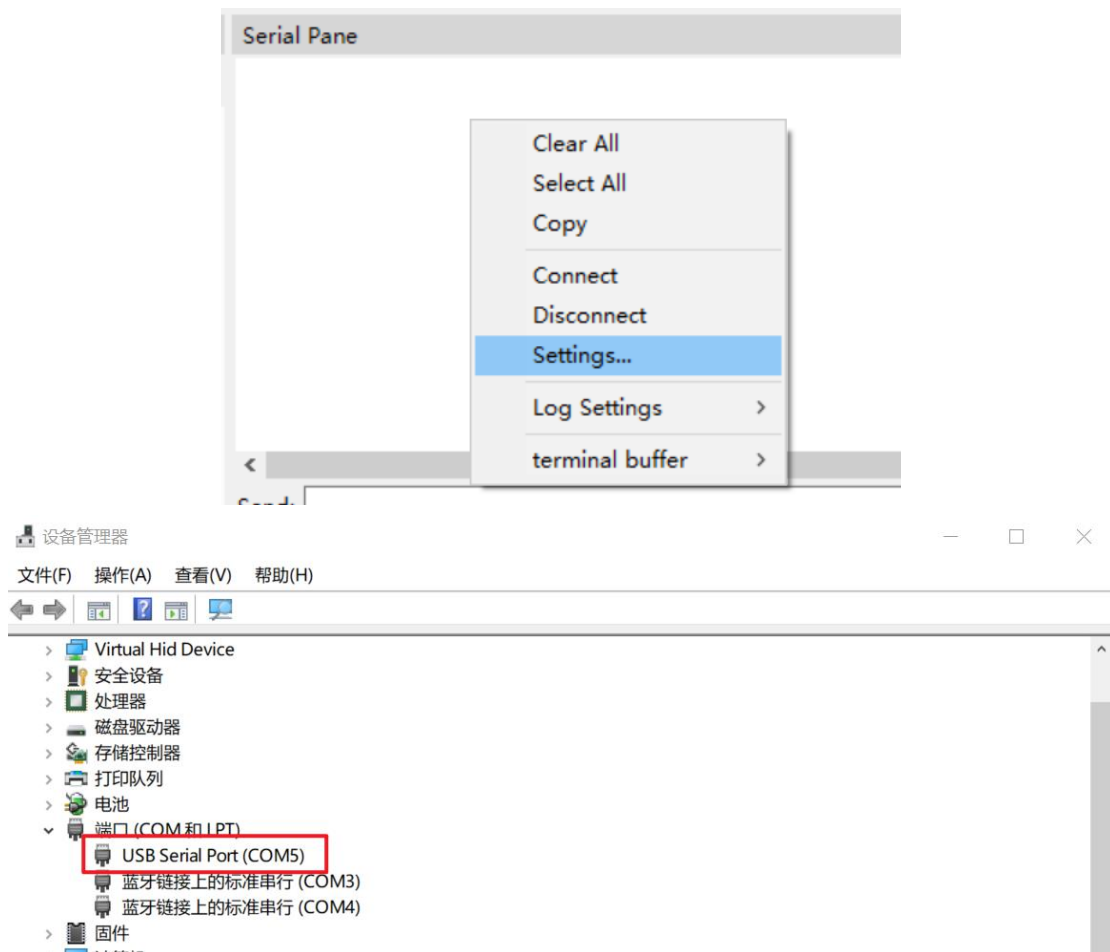 Serial Pane
Clear All
Select All
Copy
Connect
Disconnect
Settings...
Log Settings
terminal buffer
Send:
设备管理器
文件(F) 操作(A) 查看(V) 帮助(H)
Virtual Hid Device
安全设备
处理器
磁盘驱动器
存储控制器
打印队列
电池
端口 (COM 和 LPT)
USB Serial Port (COM5)
蓝牙链接上的标准串行 (COM3)
蓝牙链接上的标准串行 (COM4)
固件